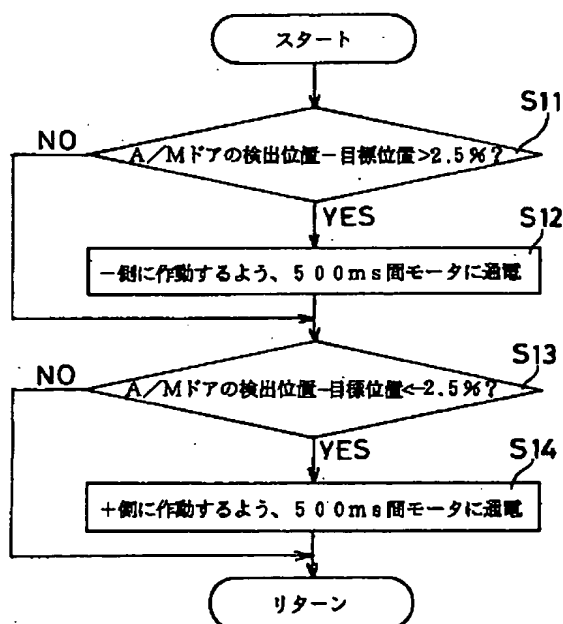 スタート
S11
NO
A/Mドアの検出位置-目標位置>2.5%?
YES
S12
-側に作動するよう、500ms間モータに通電
S13
NO
A/Mドアの検出位置-目標位置<-2.5%?
YES
S14
+側に作動するよう、500ms間モータに通電
リターン